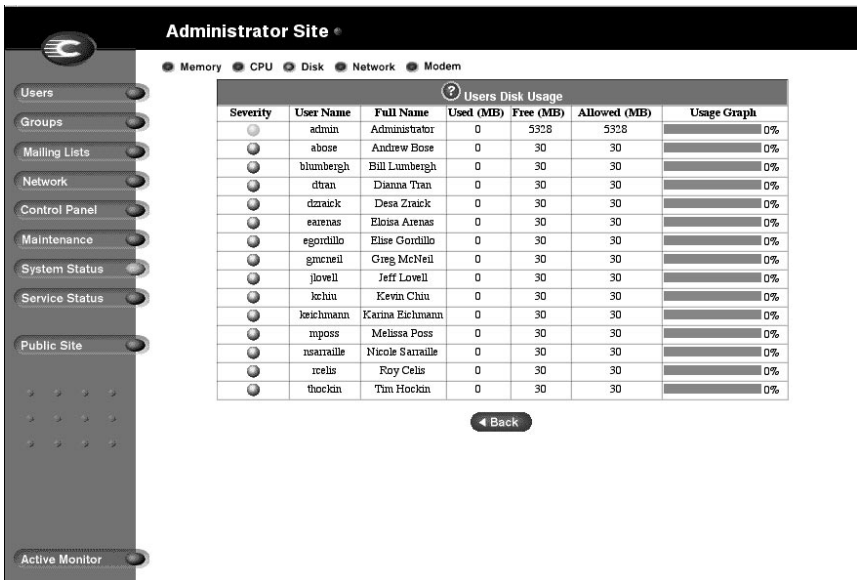 Administrator Site
Memory CPU Disk Network Modem
Users
Groups
Mailing Lists
Network
Control Panel
Maintenance
System Status
Service Status
Public Site
Active Monitor
? Users Disk Usage
Severity User Name Full Name Used (MB) Free (MB) Allowed (MB) Usage Graph
admin Administrator 0 5328 5328 0%
abose Andrew Bose 0 30 30 0%
blumbergh Bill Lumbergh 0 30 30 0%
dtran Dianna Tran 0 30 30 0%
dzraick Desa Zraick 0 30 30 0%
earenas Eloisa Arenas 0 30 30 0%
egordillo Elise Gordillo 0 30 30 0%
gmcneil Greg McNeil 0 30 30 0%
jlovell Jeff Lovell 0 30 30 0%
kchiu Kevin Chiu 0 30 30 0%
keichmann Karina Eichmann 0 30 30 0%
mposs Melissa Poss 0 30 30 0%
nsarraille Nicole Sarraille 0 30 30 0%
rcelis Roy Celis 0 30 30 0%
thockin Tim Hockin 0 30 30 0%
Back